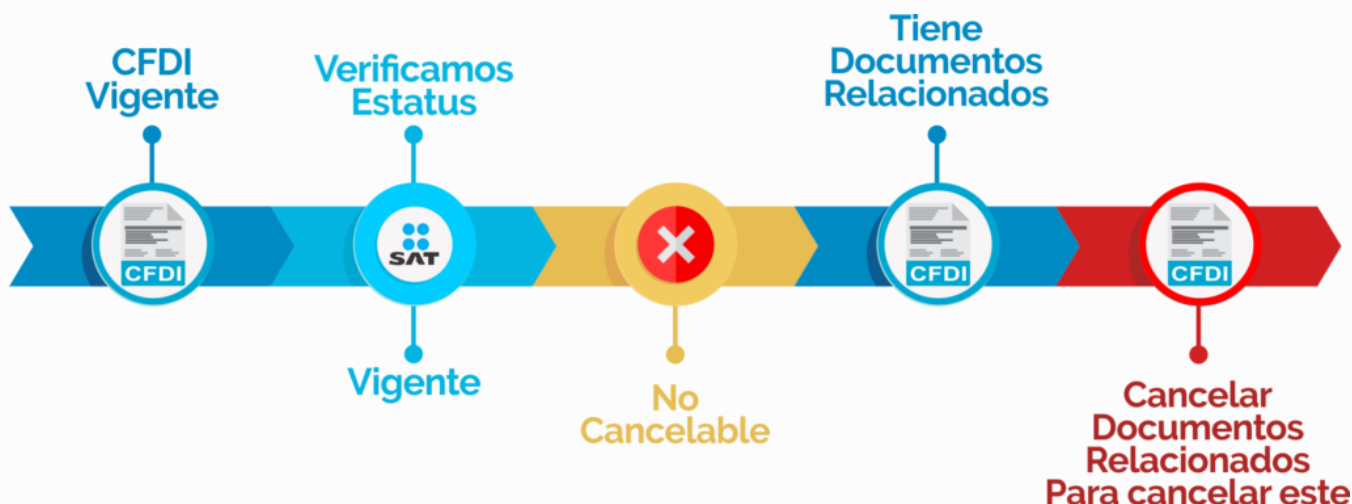 CFDI
Vigente
Verificamos
Estatus
Tiene
Documentos
Relacionados
CFDI
SAT
CFDI
CFDI
Vigente
No
Cancelable
Cancelar
Documentos
Relacionados
Para cancelar este